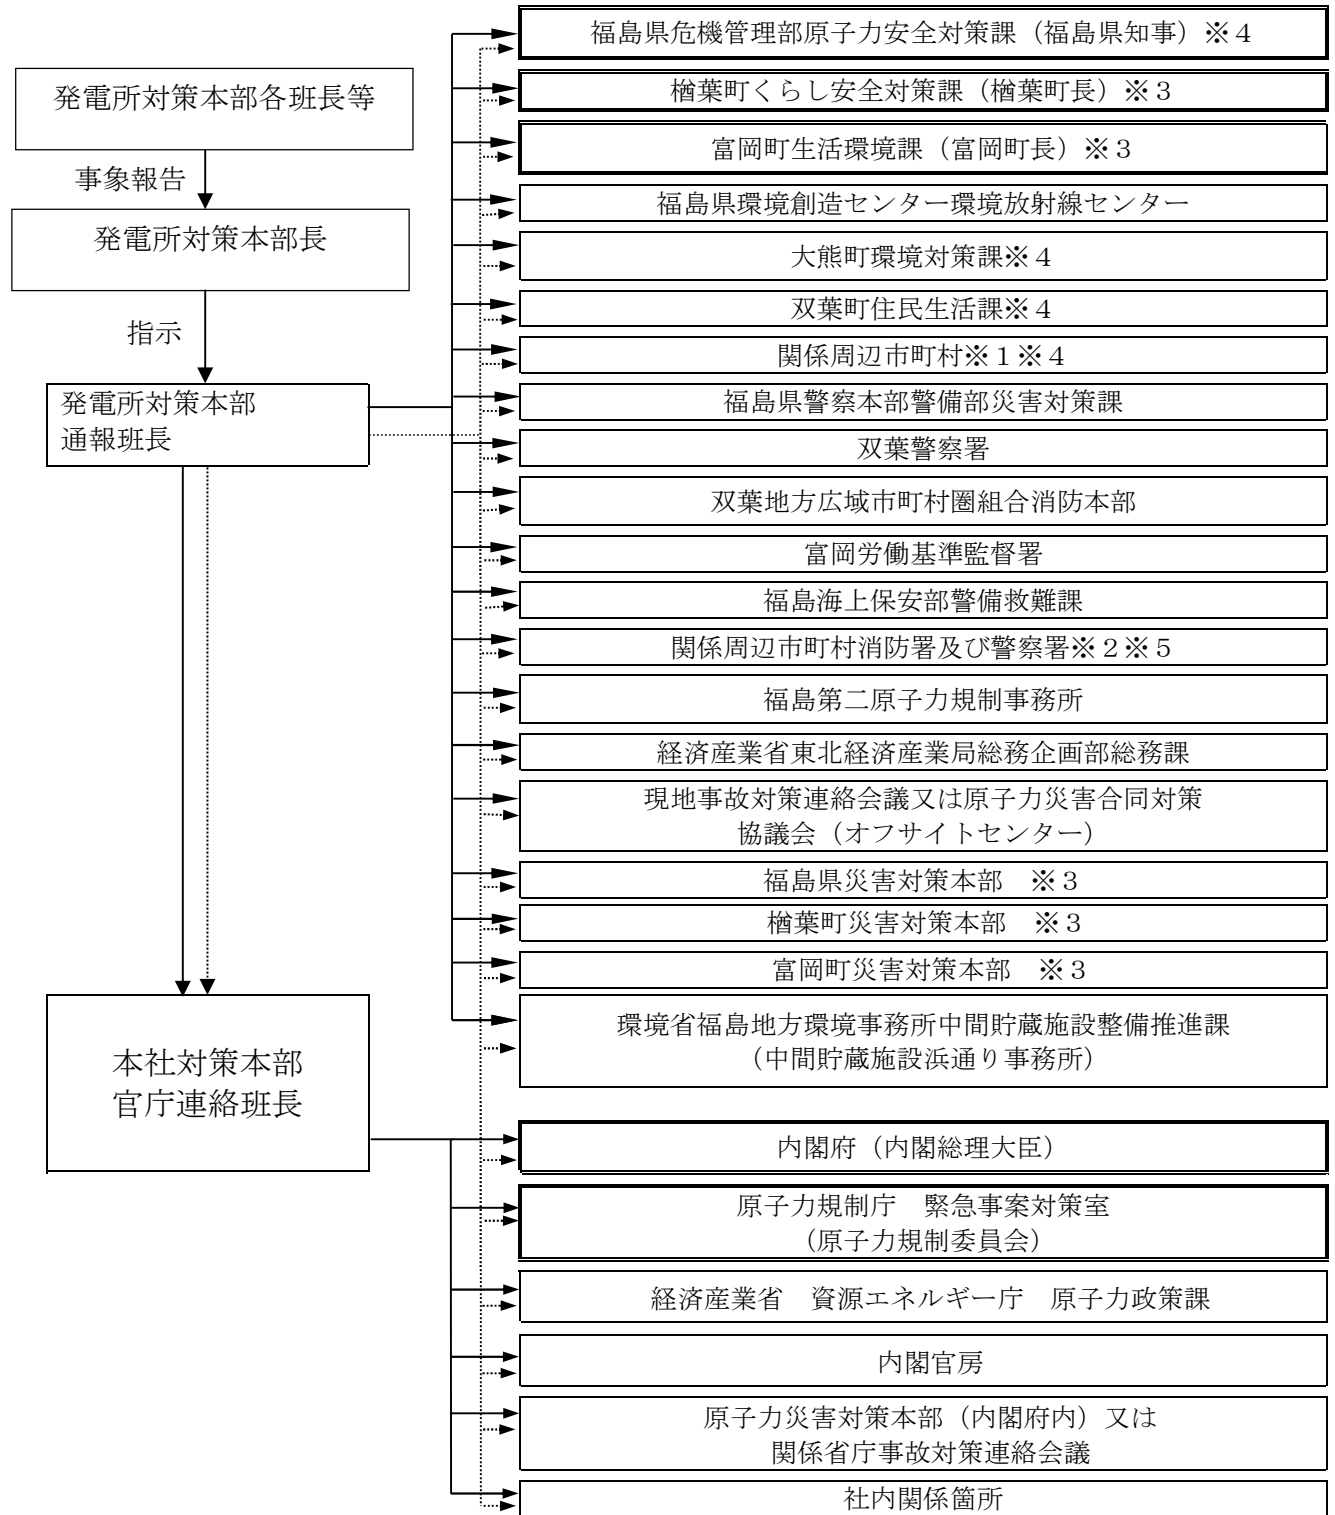 発電所対策本部各班長等
事象報告
発電所対策本部長
指示
発電所対策本部
通報班長
本社対策本部
官庁連絡班長
福島県危機管理部原子力安全対策課（福島県知事）※４
楢葉町くらし安全対策課（楢葉町長）※３
富岡町生活環境課（富岡町長）※３
福島県環境創造センター環境放射線センター
大熊町環境対策課※４
双葉町住民生活課※４
関係周辺市町村※１※４
福島県警察本部警備部災害対策課
双葉警察署
双葉地方広域市町村圏組合消防本部
富岡労働基準監督署
福島海上保安部警備救難課
関係周辺市町村消防署及び警察署※２※５
福島第二原子力規制事務所
経済産業省東北経済産業局総務企画部総務課
現地事故対策連絡会議又は原子力災害合同対策
協議会（オフサイトセンター）
福島県災害対策本部　※３
楢葉町災害対策本部　※３
富岡町災害対策本部　※３
環境省福島地方環境事務所中間貯蔵施設整備推進課
（中間貯蔵施設浜通り事務所）
内閣府（内閣総理大臣）
原子力規制庁　緊急事案対策室
（原子力規制委員会）
経済産業省　資源エネルギー庁　原子力政策課
内閣官房
原子力災害対策本部（内閣府内）又は
関係省庁事故対策連絡会議
社内関係箇所